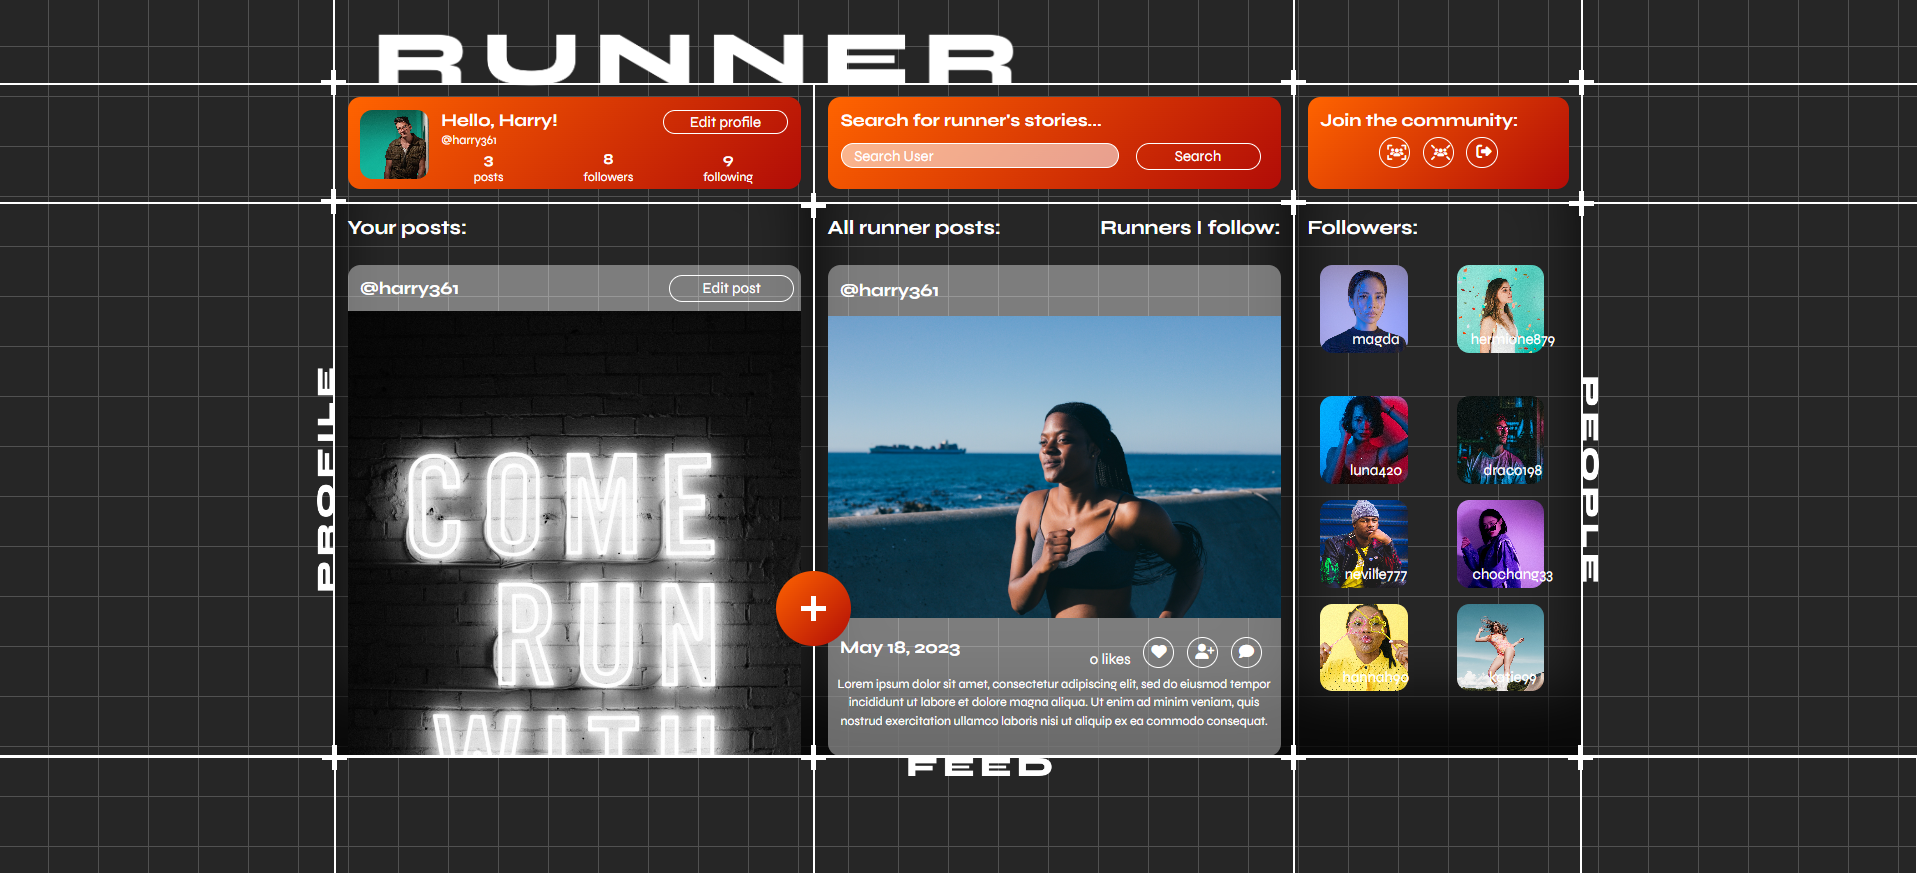 RUNNER
Hello, Harry!
@harry361
Edit profile
3
posts
8
followers
9
following
Search for runner's stories...
Search User
Search
Join the community:
Your posts:
All runner posts:
Runners I follow:
Followers:
@harry361
Edit post
COME
RUN
WITH
@harry361
May 18, 2023
0 likes
Lorem ipsum dolor sit amet, consectetur adipiscing elit, sed do eiusmod tempor
incididunt ut labore et dolore magna aliqua. Ut enim ad minim veniam, quis
nostrud exercitation ullamco laboris nisi ut aliquip ex ea commodo consequat.
magda
hermione879
luna420
draco198
neville777
chochang33
hannah90
katie99
PROFILE
PEOPLE
FEED